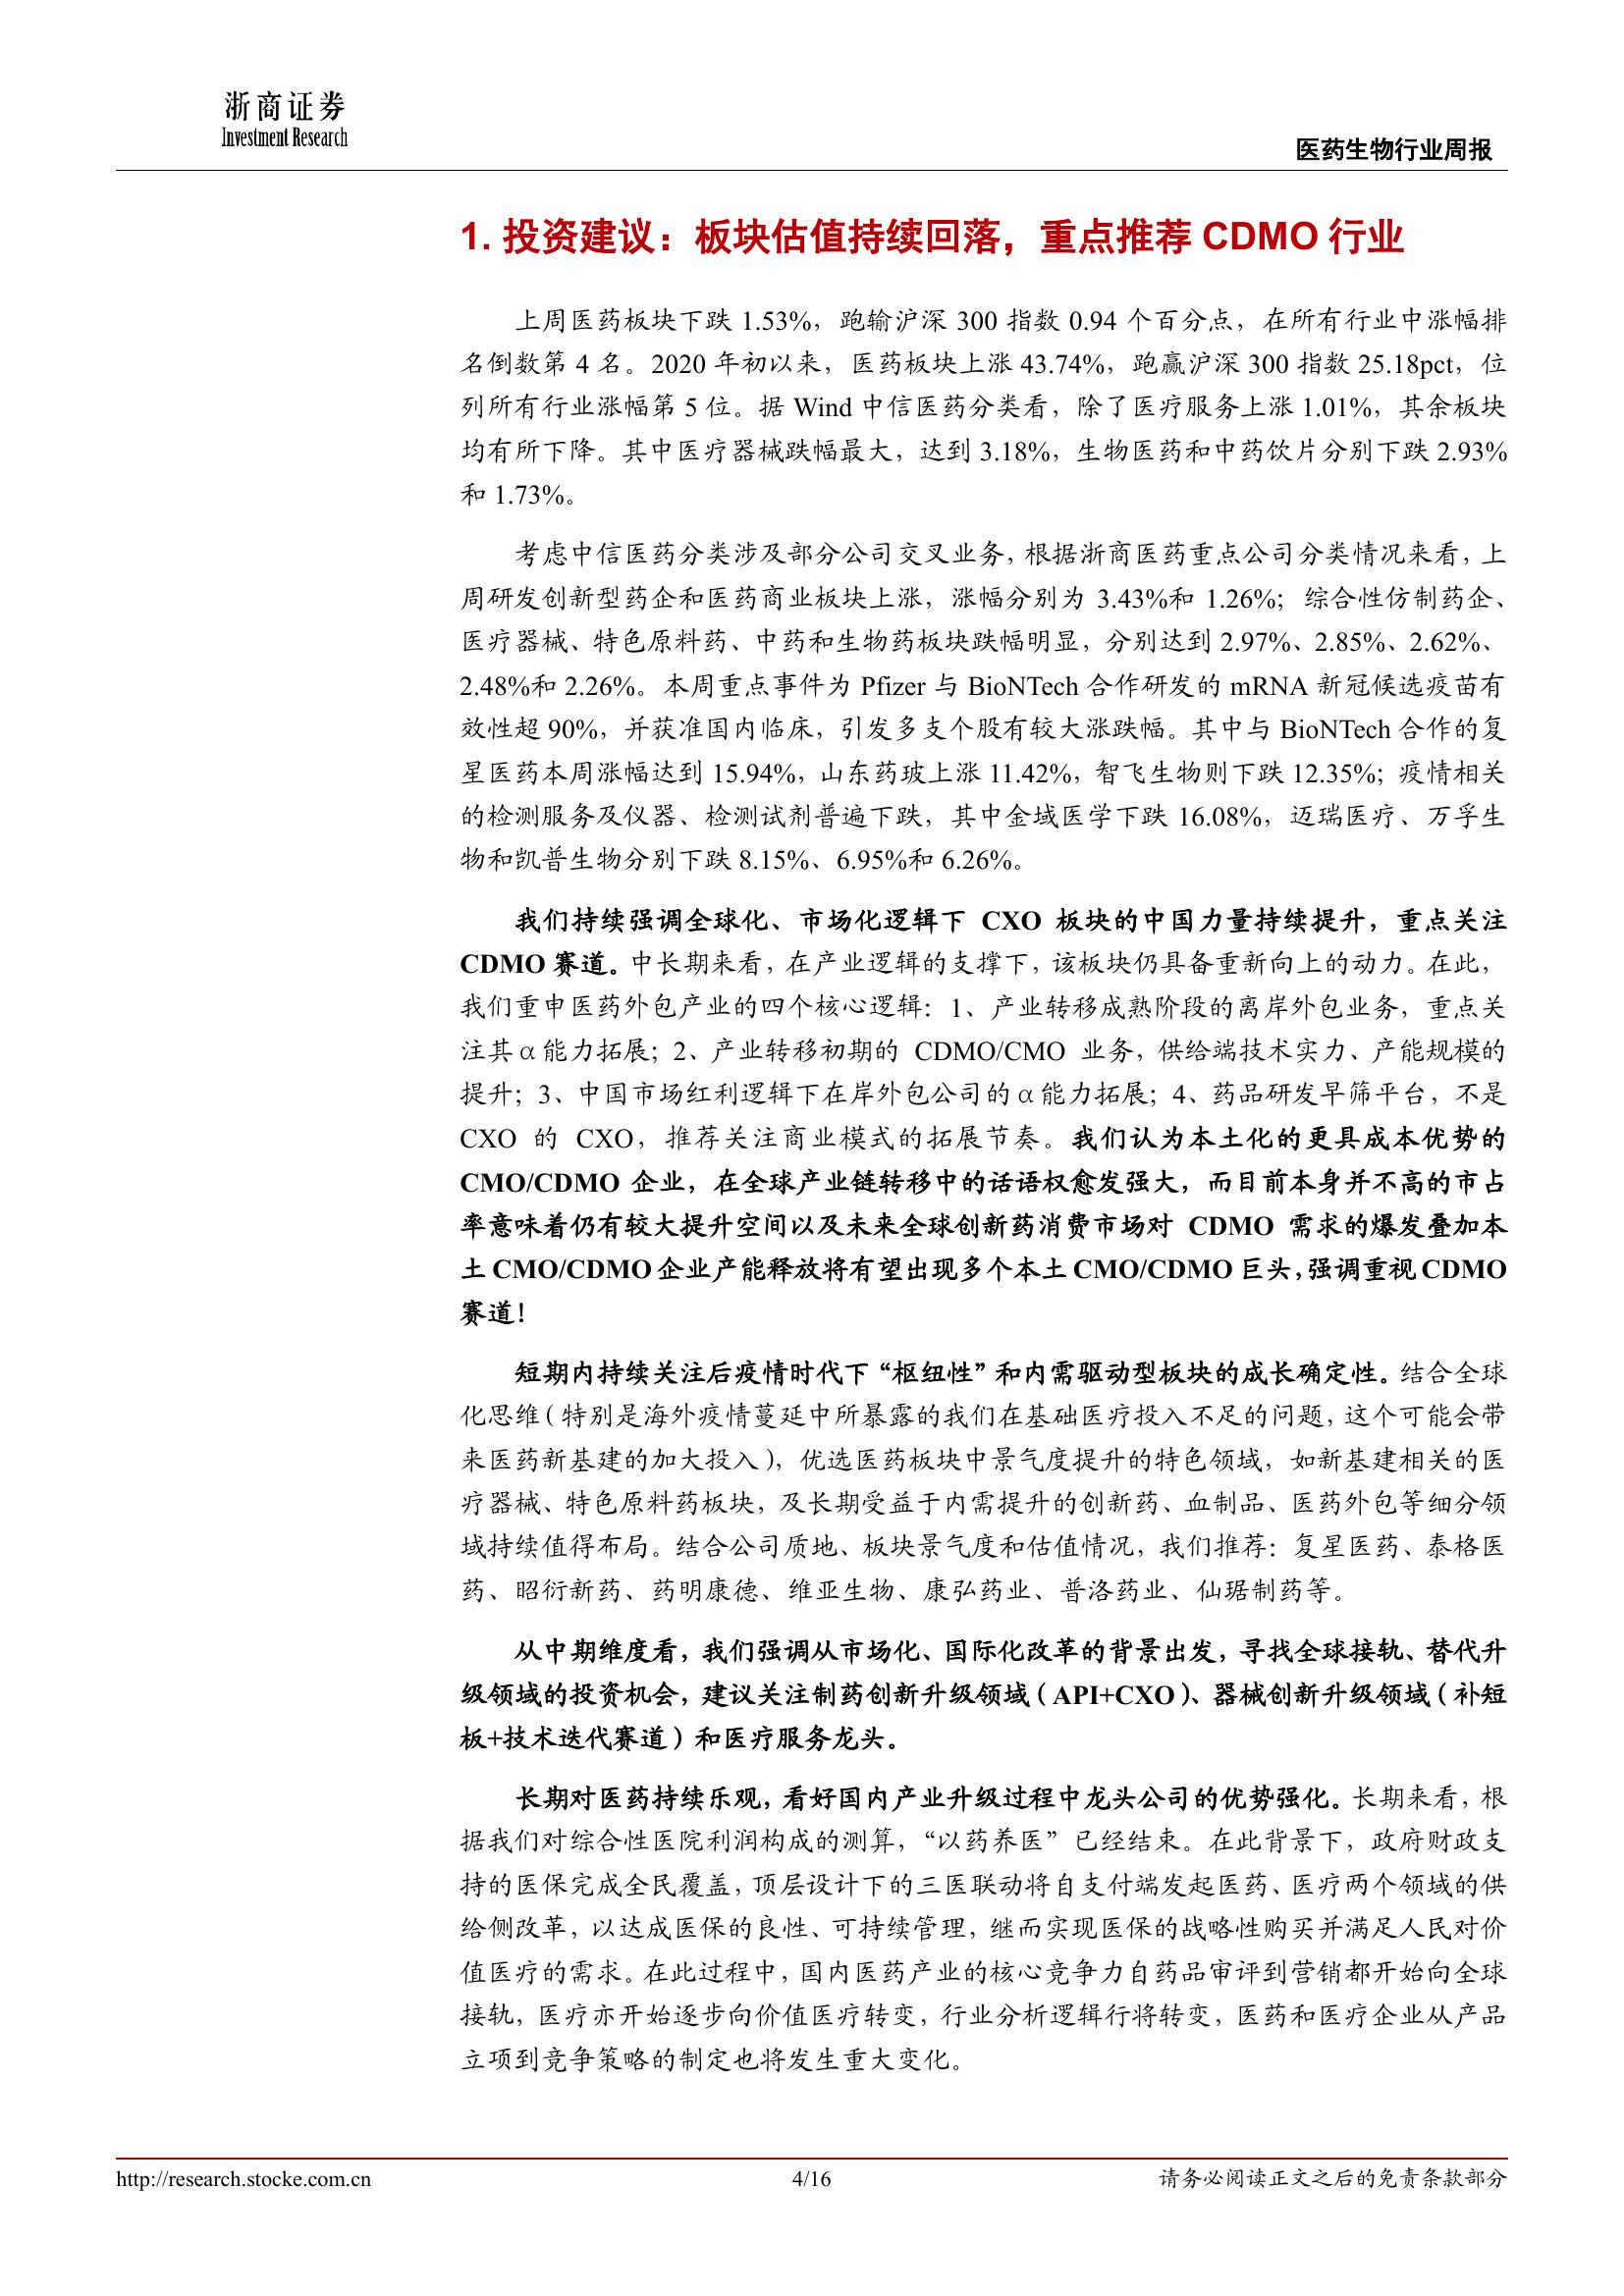 浙商证券
Investment Research
医药生物行业周报
1. 投资建议：板块估值持续回落，重点推荐 CDMO 行业
上周医药板块下跌 1.53%，跑输沪深 300 指数 0.94 个百分点，在所有行业中涨幅排
名倒数第 4 名。2020 年初以来，医药板块上涨 43.74%，跑赢沪深 300 指数 25.18pct，位
列所有行业涨幅第 5 位。据 Wind 中信医药分类看，除了医疗服务上涨 1.01%，其余板块
均有所下降。其中医疗器械跌幅最大，达到 3.18%，生物医药和中药饮片分别下跌 2.93%
和 1.73%。
考虑中信医药分类涉及部分公司交叉业务，根据浙商医药重点公司分类情况来看，上
周研发创新型药企和医药商业板块上涨，涨幅分别为 3.43%和 1.26%；综合性仿制药企、
医疗器械、特色原料药、中药和生物药板块跌幅明显，分别达到 2.97%、2.85%、2.62%、
2.48%和 2.26%。本周重点事件为 Pfizer 与 BioNTech 合作研发的 mRNA 新冠候选疫苗有
效性超 90%，并获准国内临床，引发多支个股有较大涨跌幅。其中与 BioNTech 合作的复
星医药本周涨幅达到 15.94%，山东药玻上涨 11.42%，智飞生物则下跌 12.35%；疫情相关
的检测服务及仪器、检测试剂普遍下跌，其中金域医学下跌 16.08%，迈瑞医疗、万孚生
物和凯普生物分别下跌 8.15%、6.95%和 6.26%。
我们持续强调全球化、市场化逻辑下 CXO 板块的中国力量持续提升，重点关注
CDMO 赛道。中长期来看，在产业逻辑的支撑下，该板块仍具备重新向上的动力。在此，
我们重申医药外包产业的四个核心逻辑：1、产业转移成熟阶段的离岸外包业务，重点关
注其α能力拓展；2、产业转移初期的 CDMO/CMO 业务，供给端技术实力、产能规模的
提升；3、中国市场红利逻辑下在岸外包公司的α能力拓展；4、药品研发早筛平台，不是
CXO 的 CXO，推荐关注商业模式的拓展节奏。我们认为本土化的更具成本优势的
CMO/CDMO 企业，在全球产业链转移中的话语权愈发强大，而目前本身并不高的市占
率意味着仍有较大提升空间以及未来全球创新药消费市场对 CDMO 需求的爆发叠加本
土 CMO/CDMO 企业产能释放将有望出现多个本土 CMO/CDMO 巨头，强调重视 CDMO
赛道！
短期内持续关注后疫情时代下“枢纽性”和内需驱动型板块的成长确定性。结合全球
化思维（特别是海外疫情蔓延中所暴露的我们在基础医疗投入不足的问题，这个可能会带
来医药新基建的加大投入），优选医药板块中景气度提升的特色领域，如新基建相关的医
疗器械、特色原料药板块，及长期受益于内需提升的创新药、血制品、医药外包等细分领
域持续值得布局。结合公司质地、板块景气度和估值情况，我们推荐：复星医药、泰格医
药、昭衍新药、药明康德、维亚生物、康弘药业、普洛药业、仙琚制药等。
从中期维度看，我们强调从市场化、国际化改革的背景出发，寻找全球接轨、替代升
级领域的投资机会，建议关注制药创新升级领域（API+CXO）、器械创新升级领域（补短
板+技术迭代赛道）和医疗服务龙头。
长期对医药持续乐观，看好国内产业升级过程中龙头公司的优势强化。长期来看，根
据我们对综合性医院利润构成的测算，“以药养医”已经结束。在此背景下，政府财政支
持的医保完成全民覆盖，顶层设计下的三医联动将自支付端发起医药、医疗两个领域的供
给侧改革，以达成医保的良性、可持续管理，继而实现医保的战略性购买并满足人民对价
值医疗的需求。在此过程中，国内医药产业的核心竞争力自药品审评到营销都开始向全球
接轨，医疗亦开始逐步向价值医疗转变，行业分析逻辑行将转变，医药和医疗企业从产品
立项到竞争策略的制定也将发生重大变化。
http://research.stocke.com.cn
4/16
请务必阅读正文之后的免责条款部分